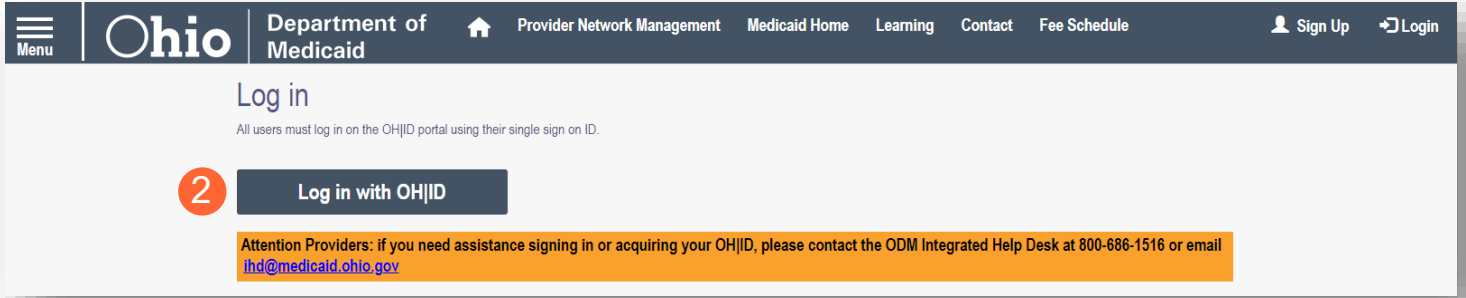 Menu
Ohio
Department of
Medicaid
Provider Network Management
Medicaid Home
Learning
Contact
Fee Schedule
Sign Up
Login
Log in
All users must log in on the OH|ID portal using their single sign on ID.
2
Log in with OH|ID
Attention Providers: if you need assistance signing in or acquiring your OH|ID, please contact the ODM Integrated Help Desk at 800-686-1516 or email
ihd@medicaid.ohio.gov